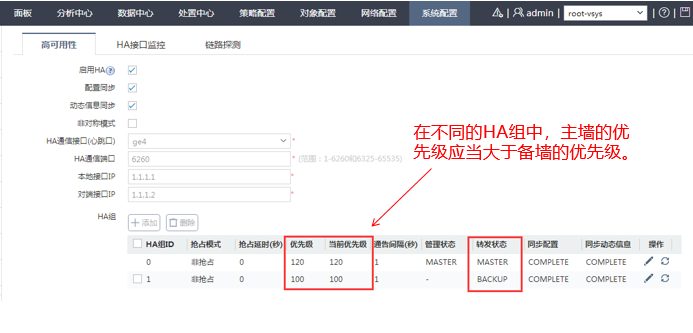 面板 分析中心 数据中心 处置中心 策略配置 对象配置 网络配置 系统配置 admin root-vsys
高可用性 HA接口监控 链路探测
启用HA
配置同步
动态信息同步
非对称模式
HA通信接口(心跳口) ge4 *
HA通信端口 6260 * (范围：1-6260和6325-65535)
本地接口IP 1.1.1.1 *
对端接口IP 1.1.1.2 *
在不同的HA组中，主墙的优
先级应当大于备墙的优先级。
HA组 添加 删除
HA组ID 抢占模式 抢占延时(秒) 优先级 当前优先级 通告间隔(秒) 管理状态 转发状态 同步配置 同步动态信息 操作
0 非抢占 0 120 120 1 MASTER MASTER COMPLETE COMPLETE
1 非抢占 0 100 100 1 - BACKUP COMPLETE COMPLETE